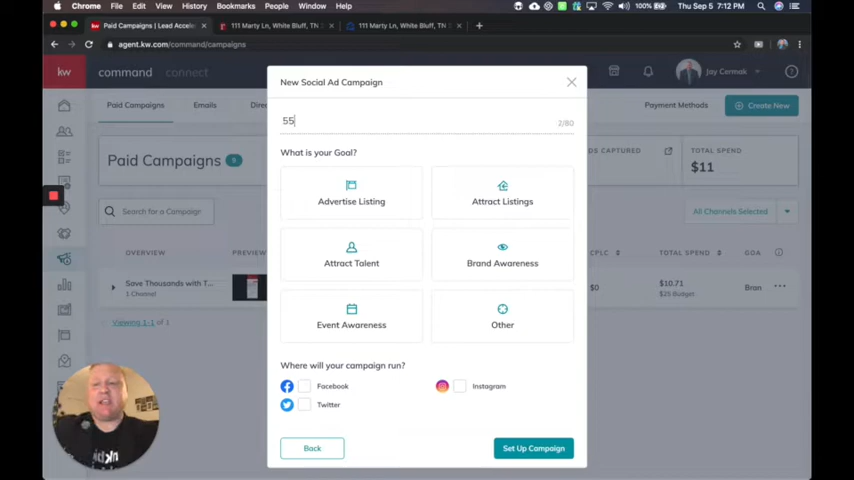 Chrome File Edit View History Bookmarks People Window Help 100% Thu Sep 5 7:12 PM
Paid Campaigns | Lead Accele 111 Marty Ln, White Bluff, TN 111 Marty Ln, White Bluff, TN
agent.kw.com/command/campaigns
kw command connect Jay Cermak
New Social Ad Campaign
Paid Campaigns Emails Direc Payment Methods Create New
55 2/80
Paid Campaigns DS CAPTURED TOTAL SPEND
$11
What is your Goal?
Advertise Listing Attract Listings
Search for a Campaign All Channels Selected
Attract Talent Brand Awareness
OVERVIEW PREVIEW CPLC TOTAL SPEND GOA
Save Thousands with T... $0 $10.71 Bran
1 Channel $25 Budget
Viewing 1-1 of 1
Event Awareness Other
Where will your campaign run?
Facebook Instagram
Twitter
Back Set Up Campaign